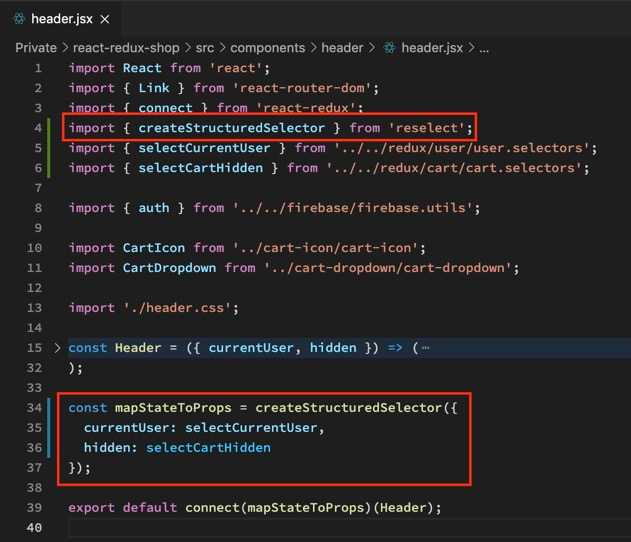 header.jsx ×
Private > react-redux-shop > src > components > header > header.jsx > ...
1 import React from 'react';
2 import { Link } from 'react-router-dom';
3 import { connect } from 'react-redux';
4 import { createStructuredSelector } from 'reselect';
5 import { selectCurrentUser } from '../../redux/user/user.selectors';
6 import { selectCartHidden } from '../../redux/cart/cart.selectors';
7
8 import { auth } from '../../firebase/firebase.utils';
9
10 import CartIcon from '../cart-icon/cart-icon';
11 import CartDropdown from '../cart-dropdown/cart-dropdown';
12
13 import './header.css';
14
15 > const Header = ({ currentUser, hidden }) => ( ⋯
32 );
33
34 const mapStateToProps = createStructuredSelector({
35   currentUser: selectCurrentUser,
36   hidden: selectCartHidden
37 });
38
39 export default connect(mapStateToProps)(Header);
40